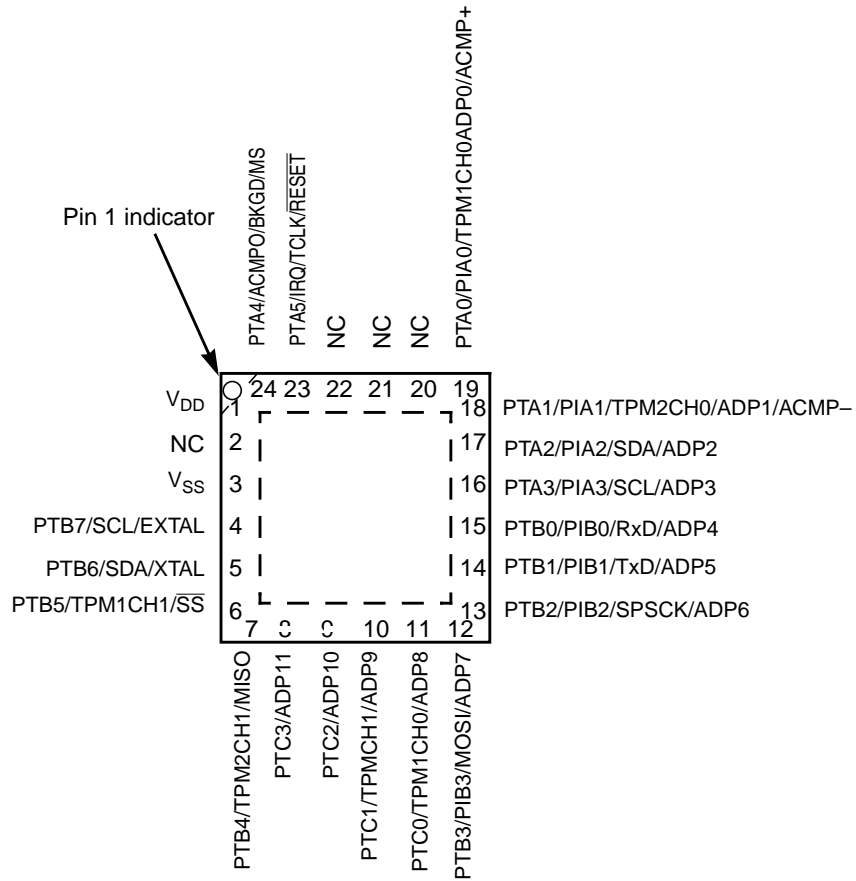 PTA4/ACMPO/BKGD/MS
PTA5/IRQ/TCLK/RESET
NC
NC
NC
PTA0/PIA0/TPM1CH0ADP0/ACMP+
Pin 1 indicator
24 23 22 21 20 19
VDD 1
NC 2
VSS 3
PTB7/SCL/EXTAL 4
PTB6/SDA/XTAL 5
PTB5/TPM1CH1/SS 6
18 PTA1/PIA1/TPM2CH0/ADP1/ACMP–
17 PTA2/PIA2/SDA/ADP2
16 PTA3/PIA3/SCL/ADP3
15 PTB0/PIB0/RxD/ADP4
14 PTB1/PIB1/TxD/ADP5
13 PTB2/PIB2/SPSCK/ADP6
7 10 11 12
PTB4/TPM2CH1/MISO
PTC3/ADP11
PTC2/ADP10
PTC1/TPMCH1/ADP9
PTC0/TPM1CH0/ADP8
PTB3/PIB3/MOSI/ADP7